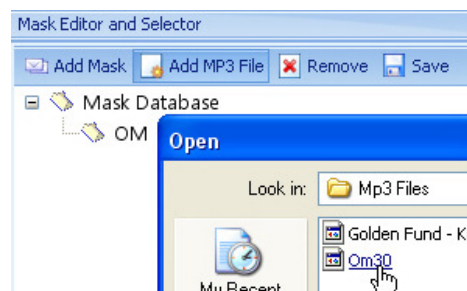 Mask Editor and Selector
Add Mask Add MP3 File Remove Save
Mask Database
OM
Open
Look in: Mp3 Files
Golden Fund - K
Om30
My Recent